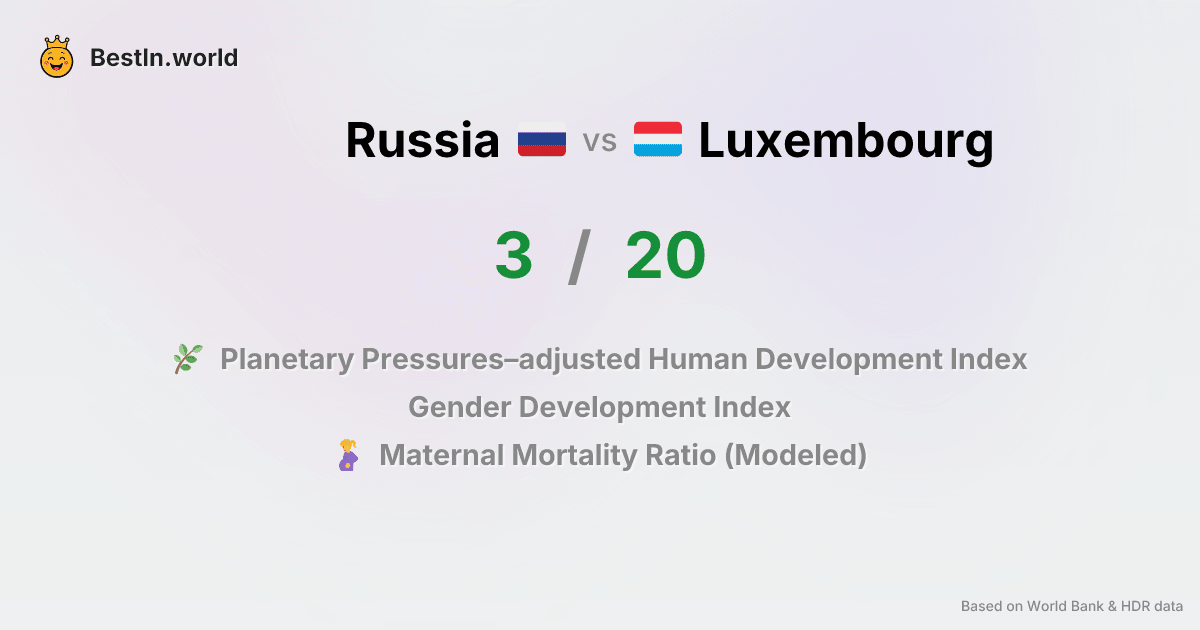 BestIn.world
Russia vs Luxembourg
3 / 20
Planetary Pressures–adjusted Human Development Index
Gender Development Index
Maternal Mortality Ratio (Modeled)
Based on World Bank & HDR data